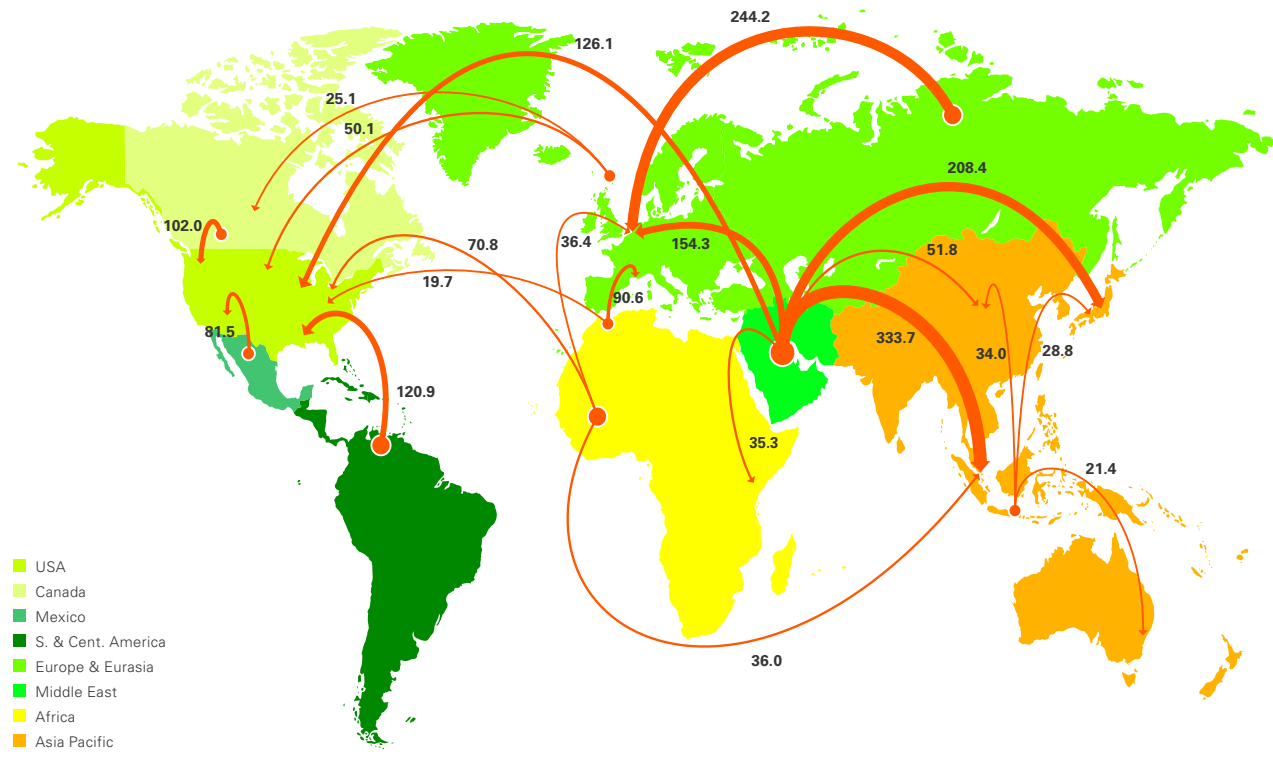 244.2
126.1
25.1
50.1
208.4
102.0
70.8
36.4
154.3
51.8
19.7
90.6
81.5
333.7
34.0
28.8
120.9
35.3
21.4
36.0
USA
Canada
Mexico
S. & Cent. America
Europe & Eurasia
Middle East
Africa
Asia Pacific